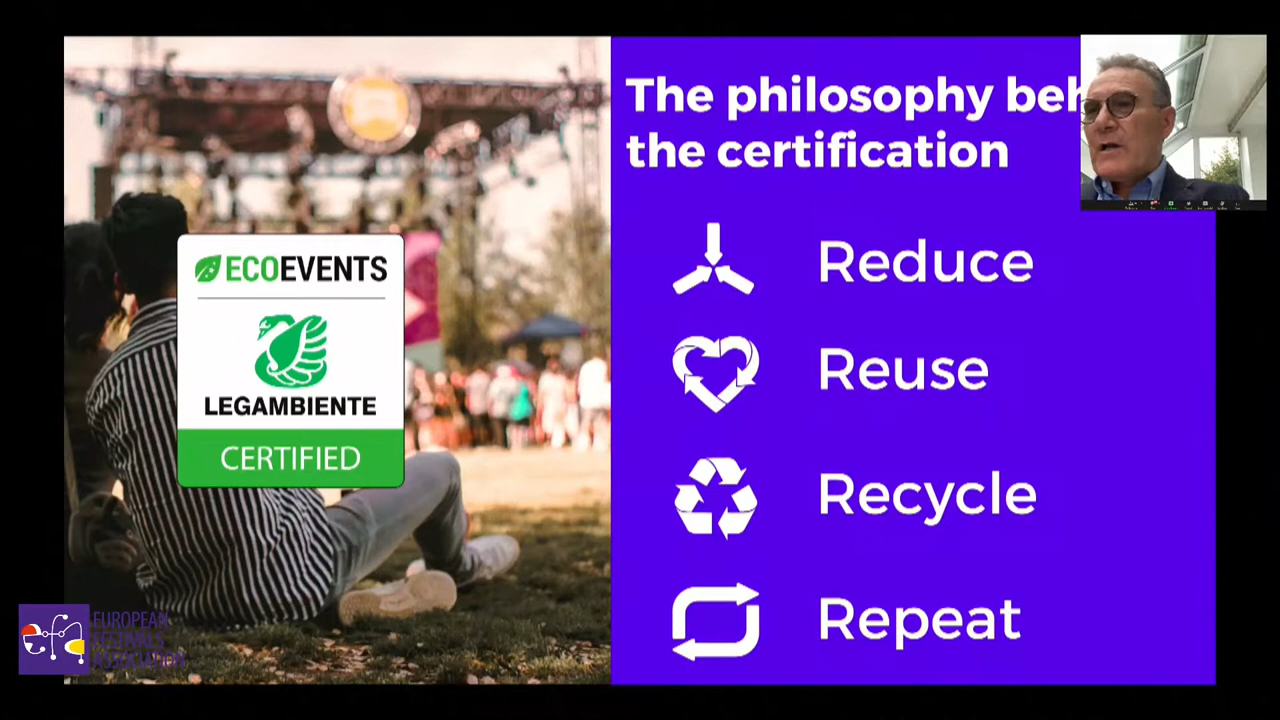 The philosophy beh
the certification
ECOEVENTS
LEGAMBIENTE
CERTIFIED
Reduce
Reuse
Recycle
Repeat
EUROPEAN
FESTIVALS
ASSOCIATION